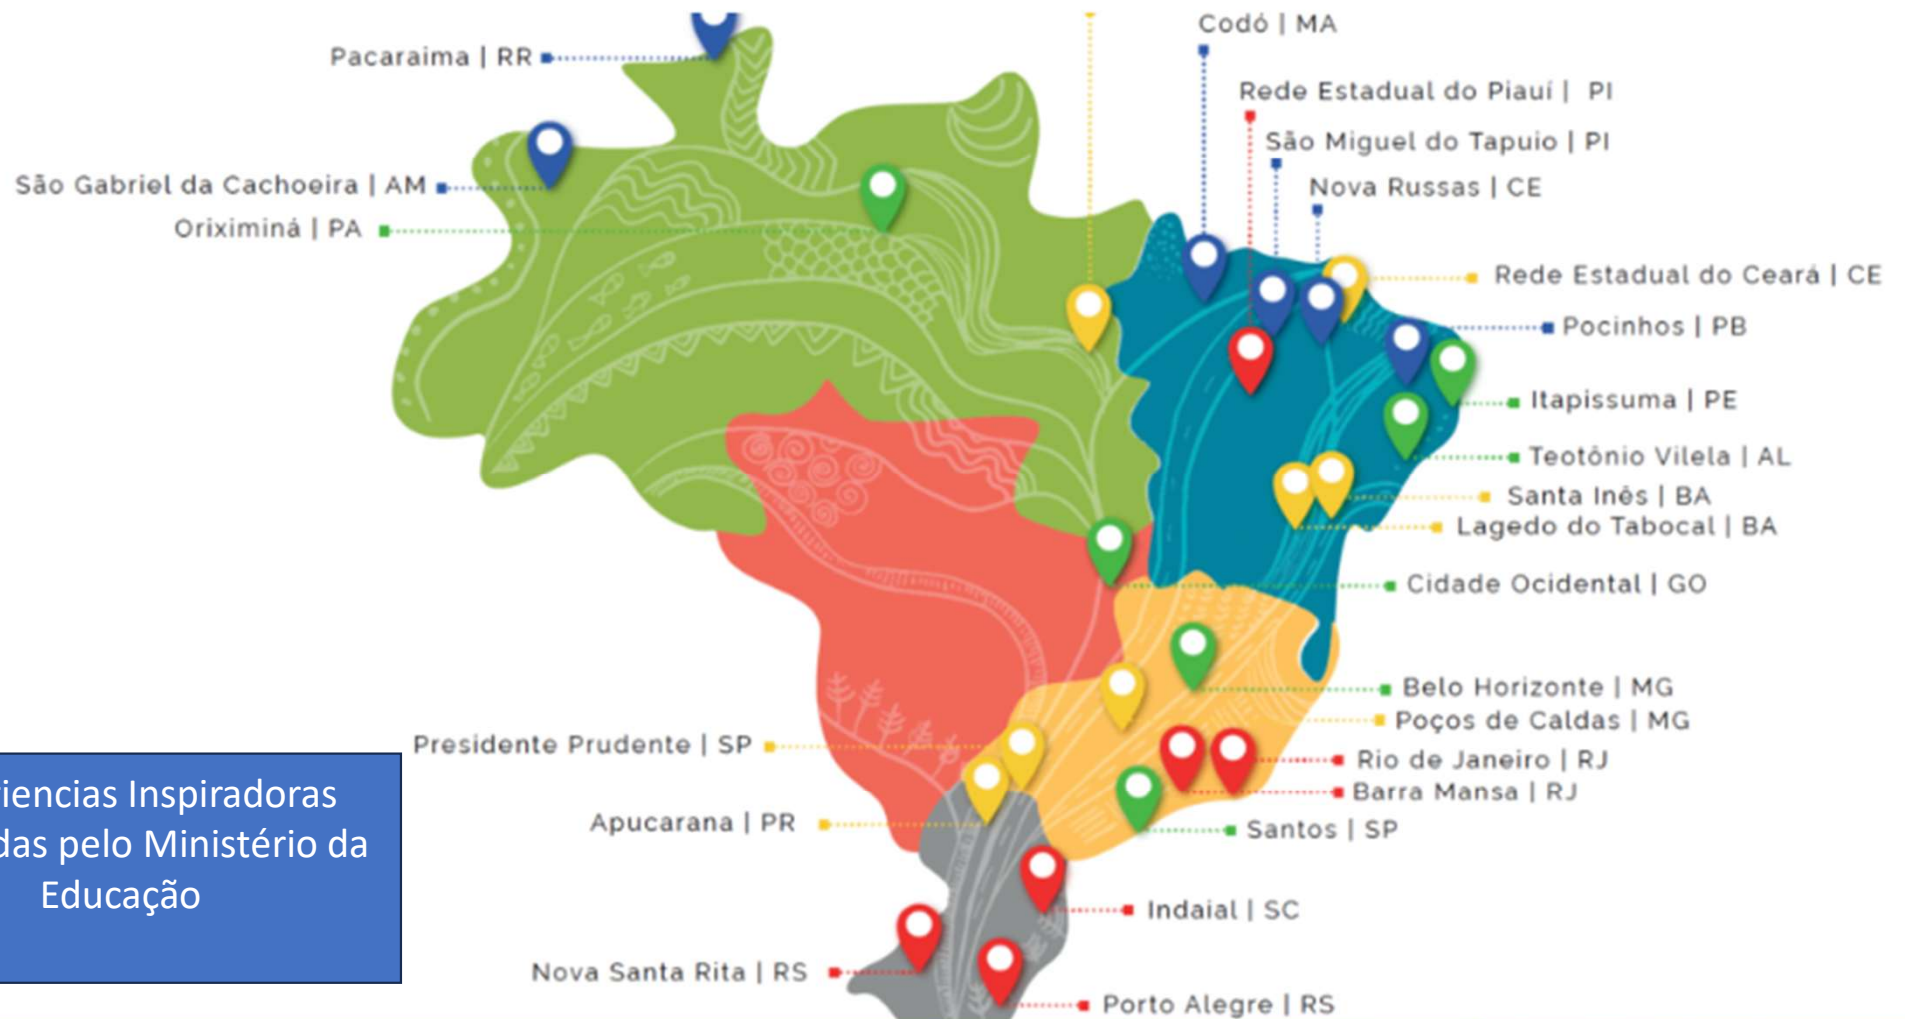 Codó | MA
Pacaraima | RR
Rede Estadual do Piauí | PI
São Miguel do Tapuio | PI
São Gabriel da Cachoeira | AM
Nova Russas | CE
Oriximiná | PA
Rede Estadual do Ceará | CE
Pocinhos | PB
Itapissuma | PE
Teotônio Vilela | AL
Santa Inês | BA
Lagedo do Tabocal | BA
Cidade Ocidental | GO
Belo Horizonte | MG
Poços de Caldas | MG
Presidente Prudente | SP
Rio de Janeiro | RJ
Barra Mansa | RJ
Apucarana | PR
Santos | SP
Indaial | SC
Nova Santa Rita | RS
Porto Alegre | RS
Inspiradoras
pelo Ministério da
Educação